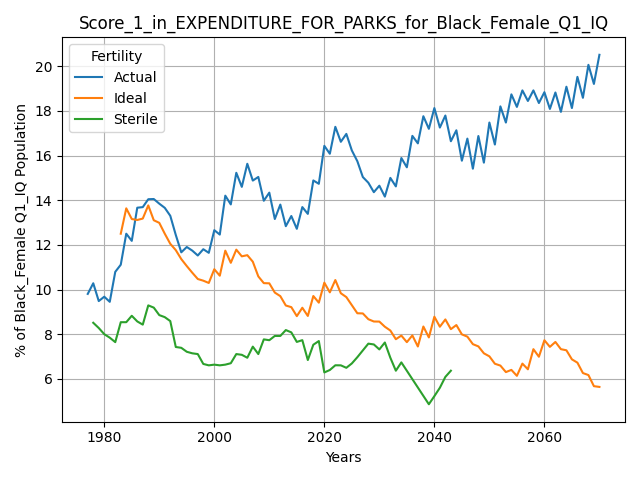 Score_1_in_EXPENDITURE_FOR_PARKS_for_Black_Female_Q1_IQ
Fertility
Actual
Ideal
Sterile
% of Black_Female Q1_IQ Population
20
18
16
14
12
10
8
6
1980
2000
2020
2040
2060
Years